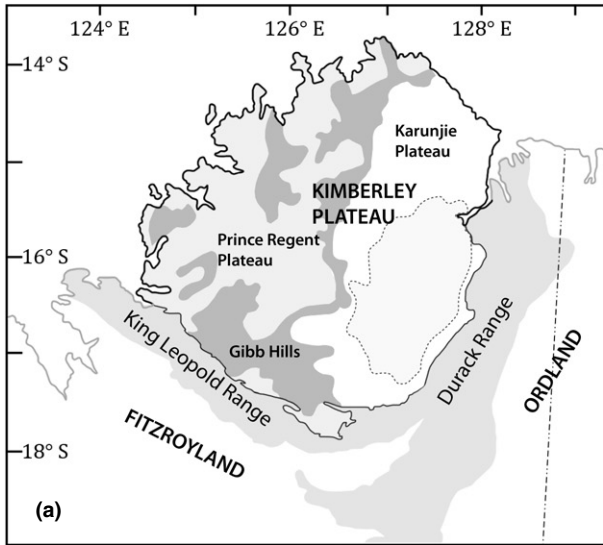 124° E
126° E
128° E
14° S
Karunjie
Plateau
KIMBERLEY
PLATEAU
Prince Regent
Plateau
16° S
Gibb Hills
King Leopold Range
Durack Range
ORDLAND
FITZROYLAND
18° S
(a)